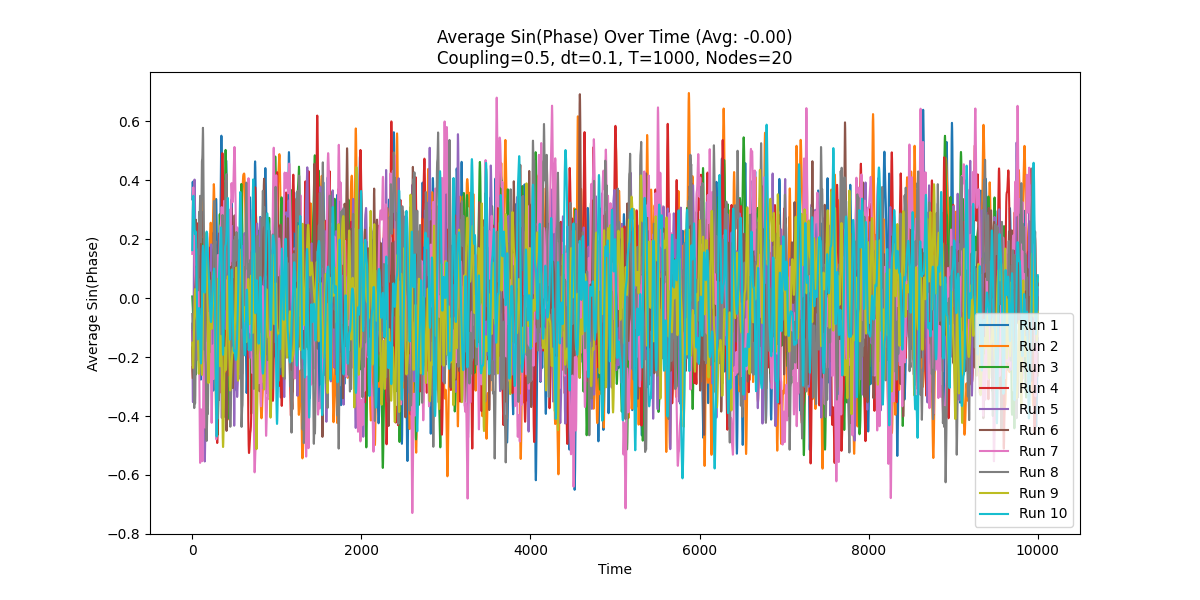 Average Sin(Phase) Over Time (Avg: -0.00)
Coupling=0.5, dt=0.1, T=1000, Nodes=20
Average Sin(Phase)
0.6
0.4
0.2
0.0
−0.2
−0.4
−0.6
−0.8
Run 1
Run 2
Run 3
Run 4
Run 5
Run 6
Run 7
Run 8
Run 9
Run 10
0
2000
4000
6000
8000
10000
Time